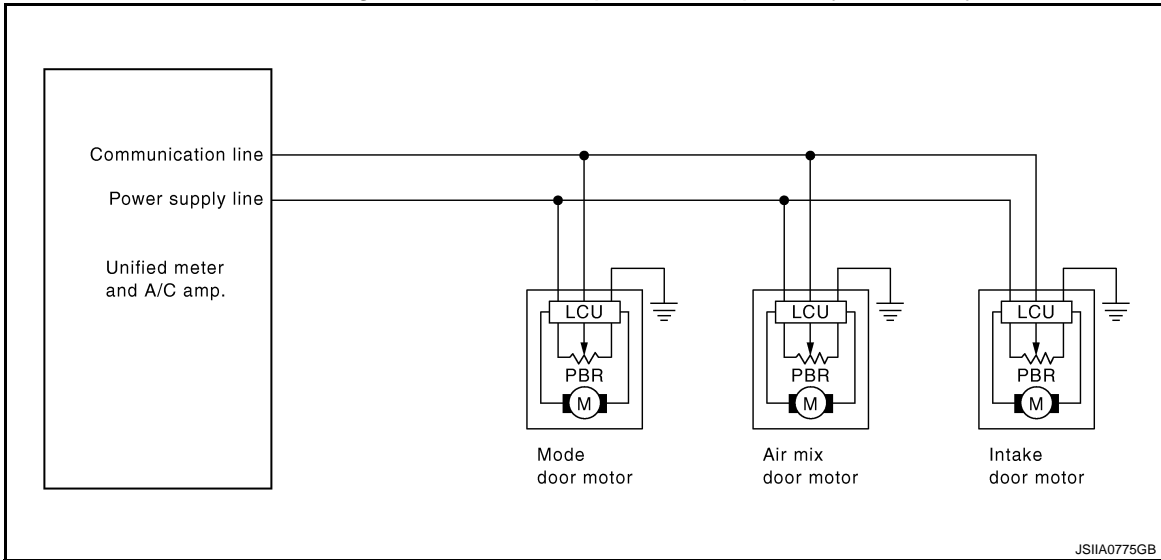 Communication line
Power supply line
Unified meter
and A/C amp.
LCU
PBR
M
Mode
door motor
LCU
PBR
M
Air mix
door motor
LCU
PBR
M
Intake
door motor
JSIIA0775GB